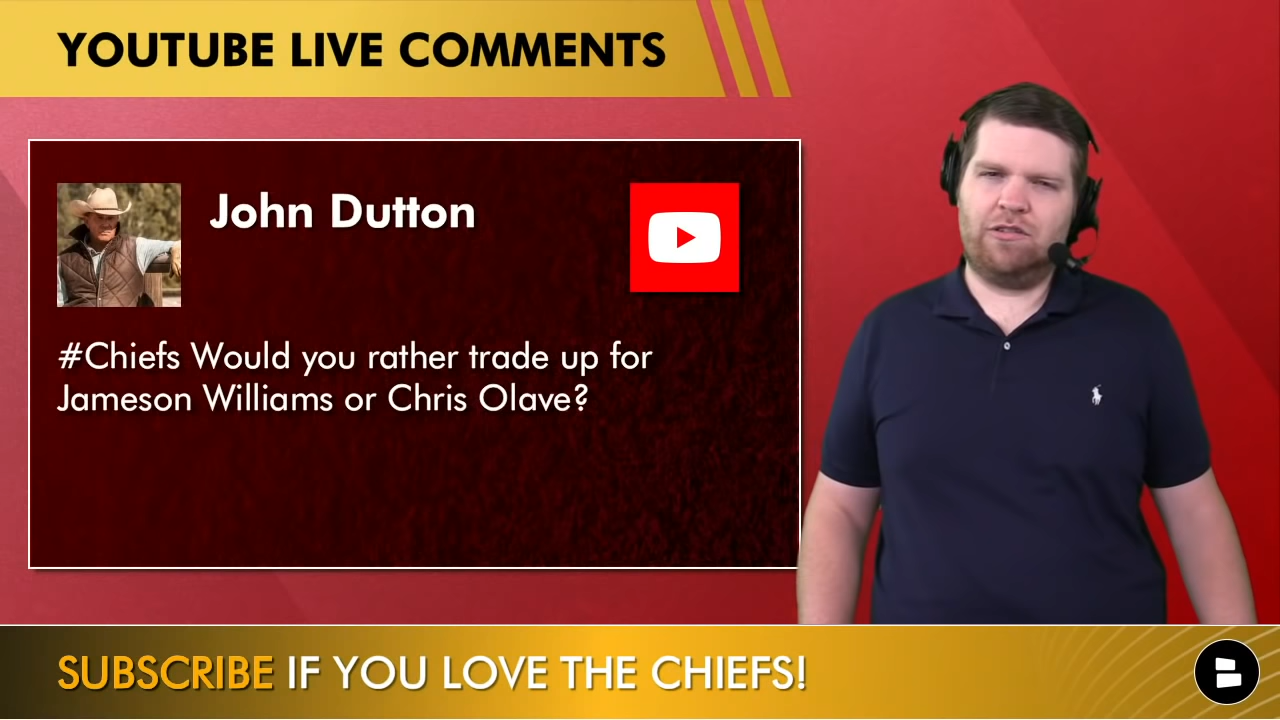 YOUTUBE LIVE COMMENTS
John Dutton
#Chiefs Would you rather trade up for
Jameson Williams or Chris Olave?
SUBSCRIBE IF YOU LOVE THE CHIEFS!